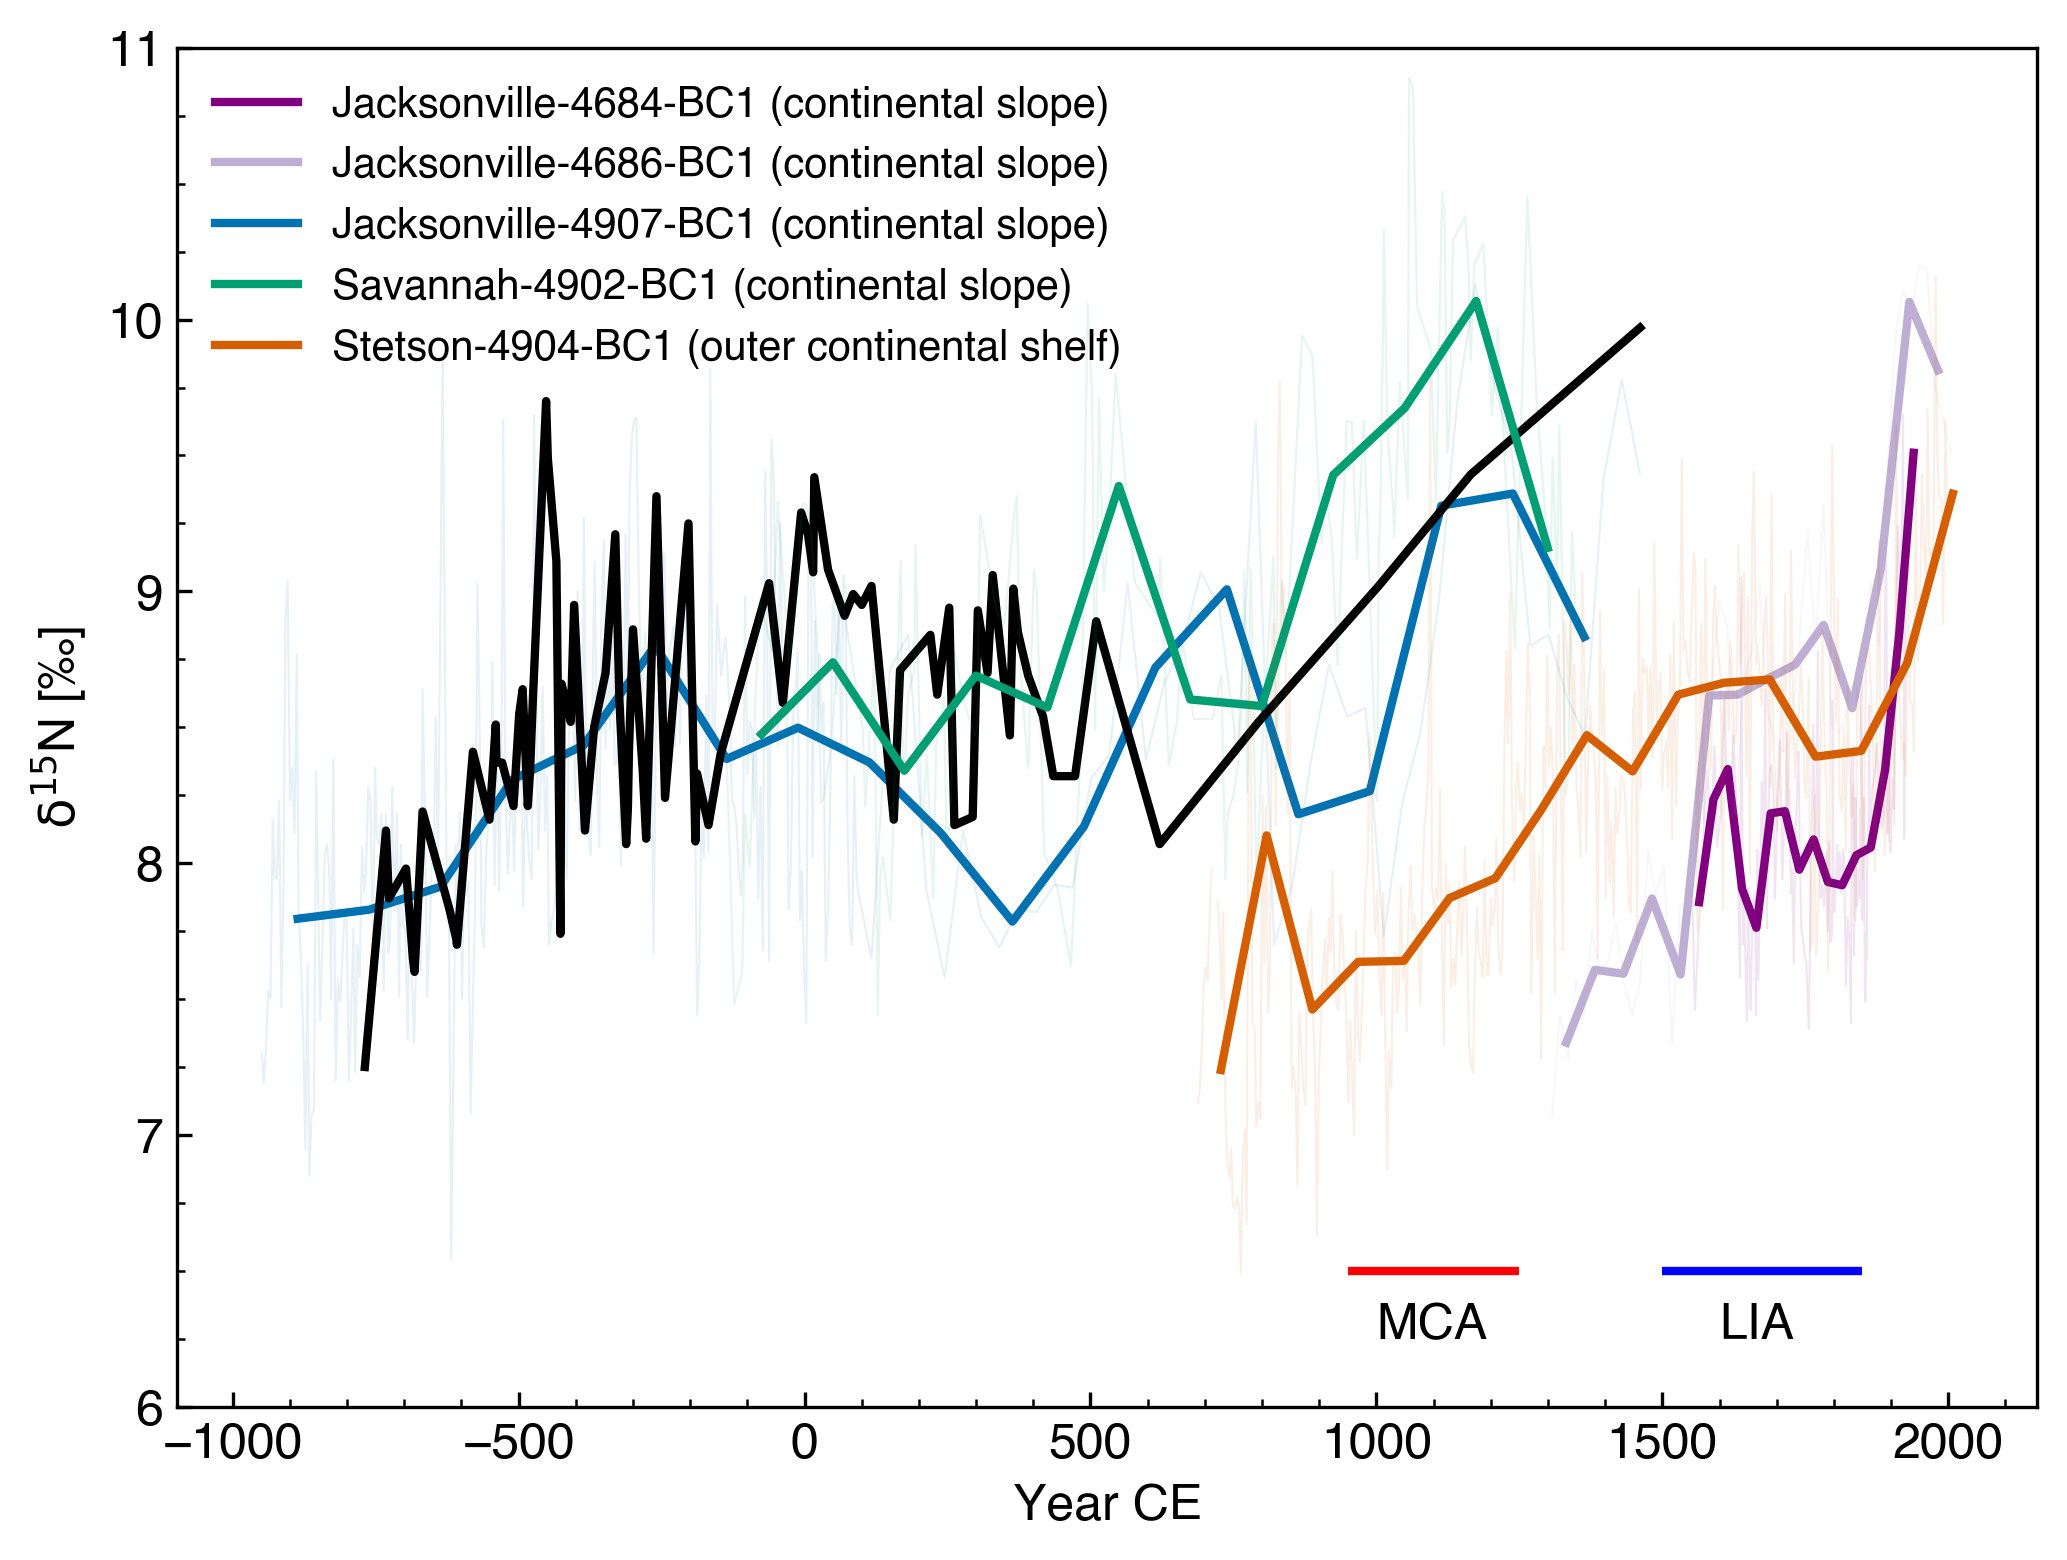 11
10
9
8
7
6
δ15N [‰]
Jacksonville-4684-BC1 (continental slope)
Jacksonville-4686-BC1 (continental slope)
Jacksonville-4907-BC1 (continental slope)
Savannah-4902-BC1 (continental slope)
Stetson-4904-BC1 (outer continental shelf)
MCA LIA
−1000 −500 0 500 1000 1500 2000
Year CE